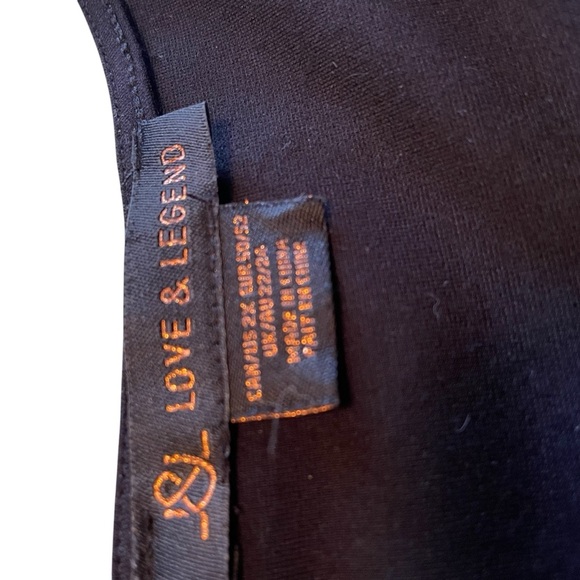 LOVE & LEGEND
CAN/US 2X EUR 50/52
UK/AU 22/24
MADE IN CHINA
FAIT EN CHINE